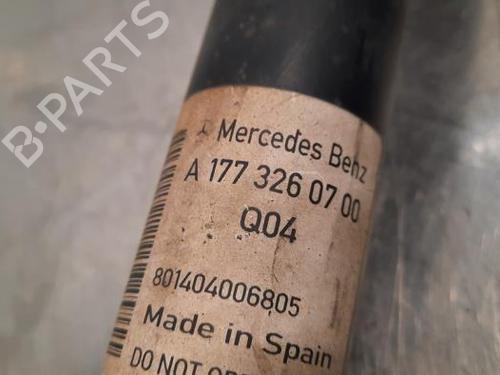 B-PARTS
Mercedes Benz
A 177 326 07 00
Q04
801404006805
Made in Spain
DO NOT